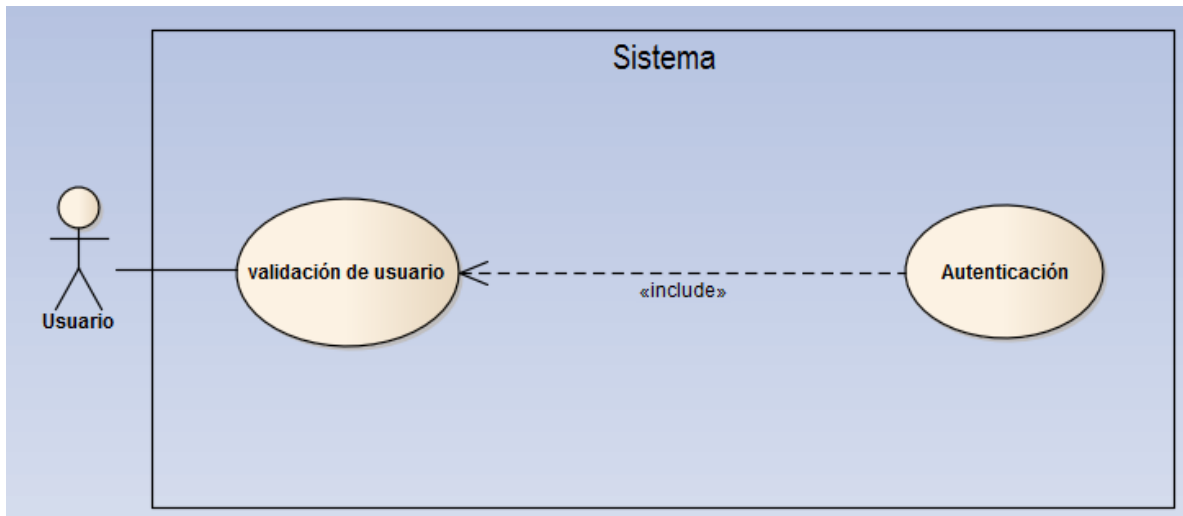 Sistema
validación de usuario
Autenticación
«include»
Usuario